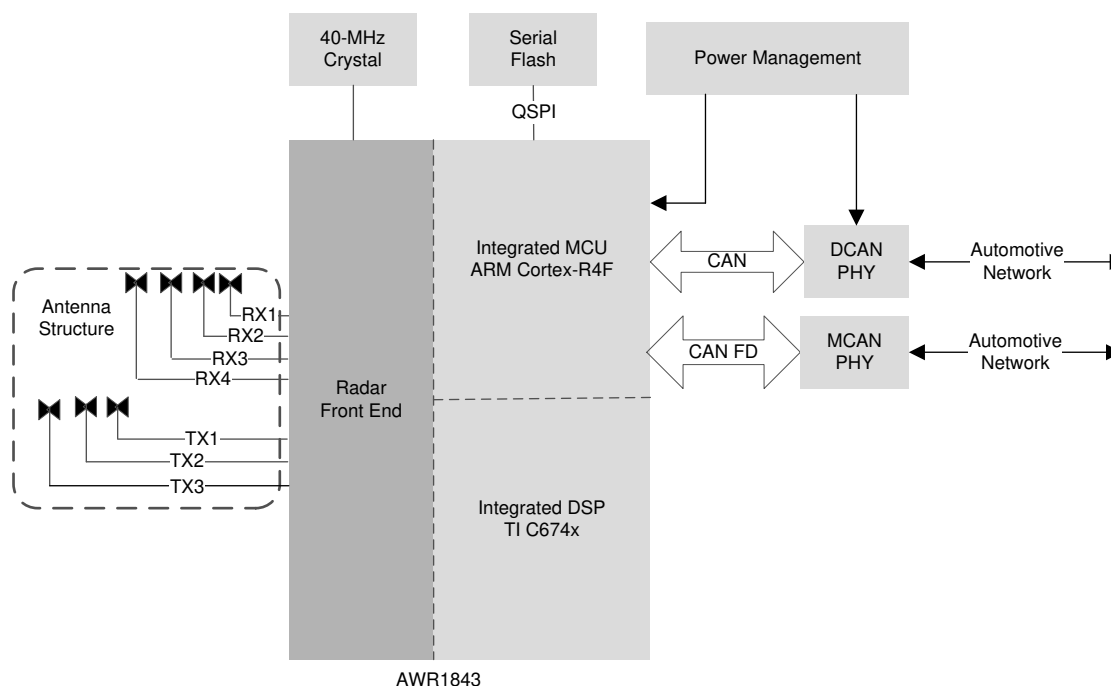 40-MHz
Crystal
Serial
Flash
Power Management
QSPI
Integrated MCU
ARM Cortex-R4F
CAN
DCAN
PHY
Automotive
Network
Antenna
Structure
RX1
RX2
RX3
RX4
CAN FD
MCAN
PHY
Automotive
Network
Radar
Front End
TX1
TX2
TX3
Integrated DSP
TI C674x
AWR1843